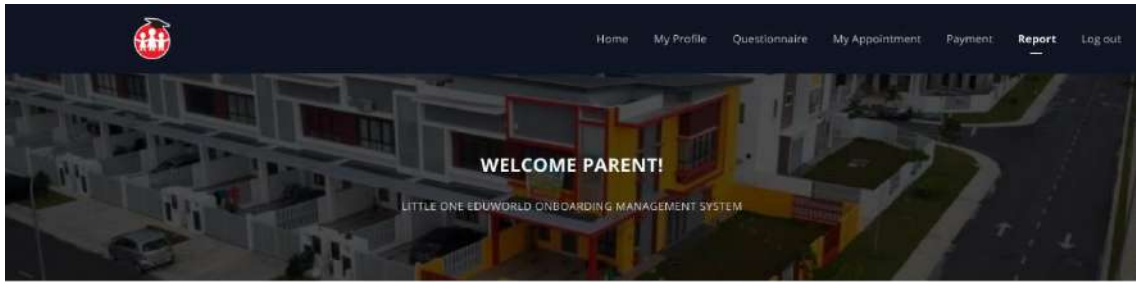 Home My Profile Questionnaire My Appointment Payment Report Log out
WELCOME PARENT!
LITTLE ONE EDUWORLD ONBOARDING MANAGEMENT SYSTEM